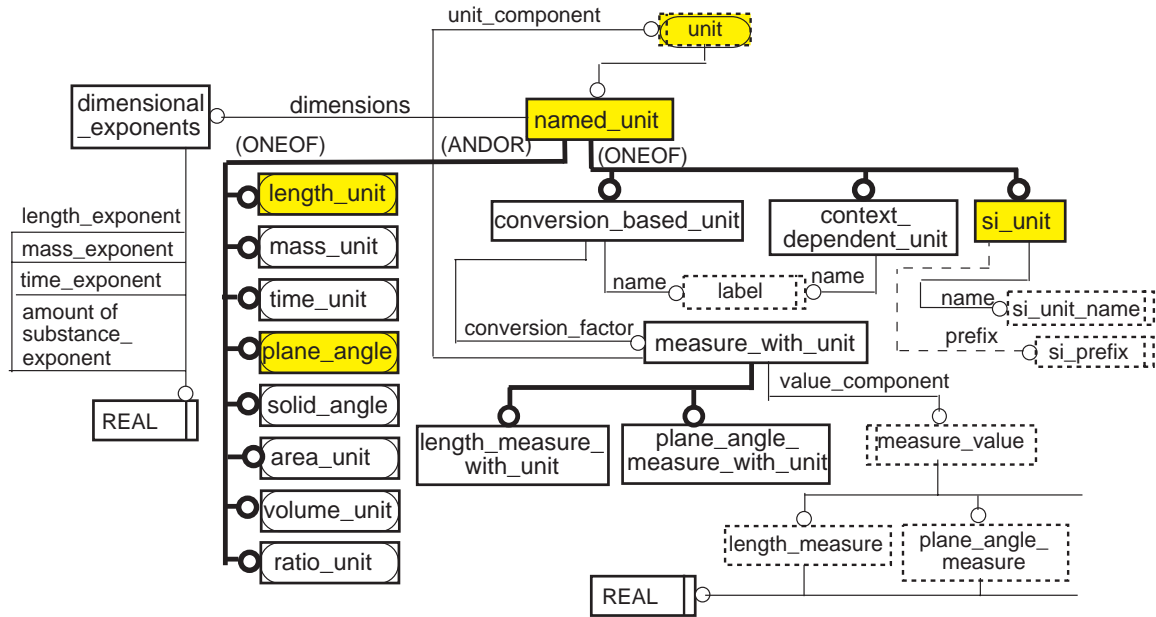 unit_component
unit
dimensional
_exponents
dimensions
named_unit
(ONEOF)
(ANDOR)
(ONEOF)
length_unit
conversion_based_unit
context_
dependent_unit
si_unit
length_exponent
mass_exponent
time_exponent
amount of
substance_
exponent
mass_unit
time_unit
plane_angle
solid_angle
area_unit
volume_unit
ratio_unit
REAL
name
label
name
name
si_unit_name
prefix
si_prefix
conversion_factor
measure_with_unit
value_component
length_measure_
with_unit
plane_angle_
measure_with_unit
measure_value
length_measure
plane_angle_
measure
REAL